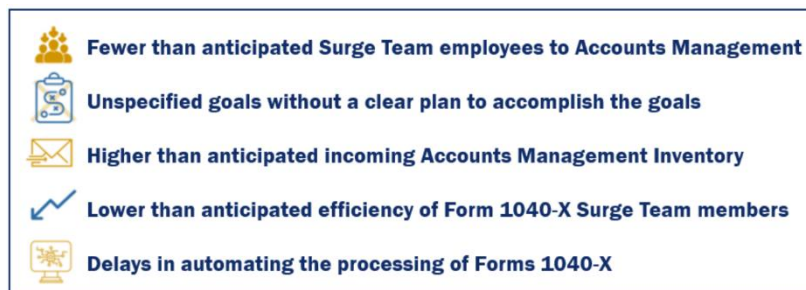 Fewer than anticipated Surge Team employees to Accounts Management
Unspecified goals without a clear plan to accomplish the goals
Higher than anticipated incoming Accounts Management Inventory
Lower than anticipated efficiency of Form 1040-X Surge Team members
Delays in automating the processing of Forms 1040-X